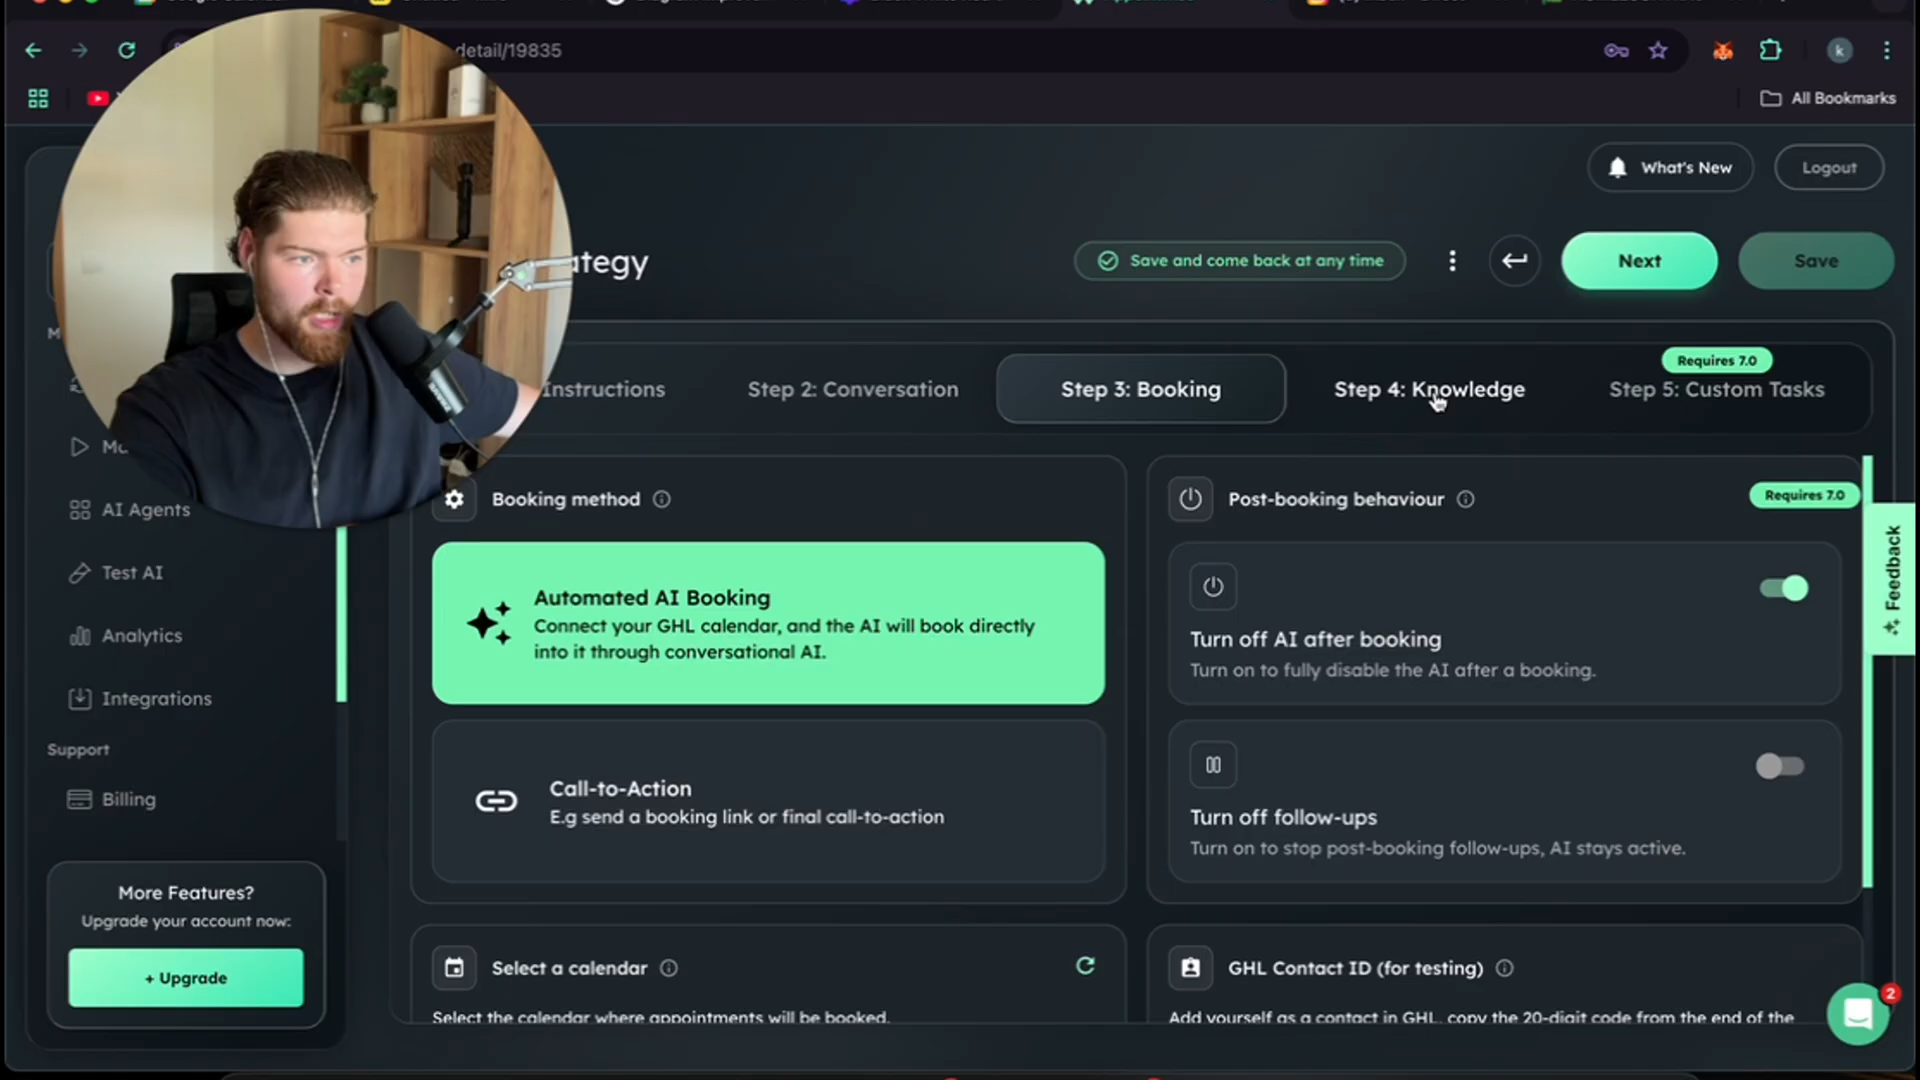 detail/19835
All Bookmarks
What's New
Logout
ategy
Save and come back at any time
Next
Save
Instructions
Step 2: Conversation
Step 3: Booking
Step 4: Knowledge
Requires 7.0
Step 5: Custom Tasks
AI Agents
Test AI
Analytics
Integrations
Support
Billing
More Features?
Upgrade your account now:
+ Upgrade
Booking method
Automated AI Booking
Connect your GHL calendar, and the AI will book directly
into it through conversational AI.
Call-to-Action
E.g send a booking link or final call-to-action
Post-booking behaviour
Requires 7.0
Turn off AI after booking
Turn on to fully disable the AI after a booking.
Turn off follow-ups
Turn on to stop post-booking follow-ups, AI stays active.
Select a calendar
Select the calendar where appointments will be booked.
GHL Contact ID (for testing)
Add yourself as a contact in GHL, copy the 20-digit code from the end of the
Feedback
2
k